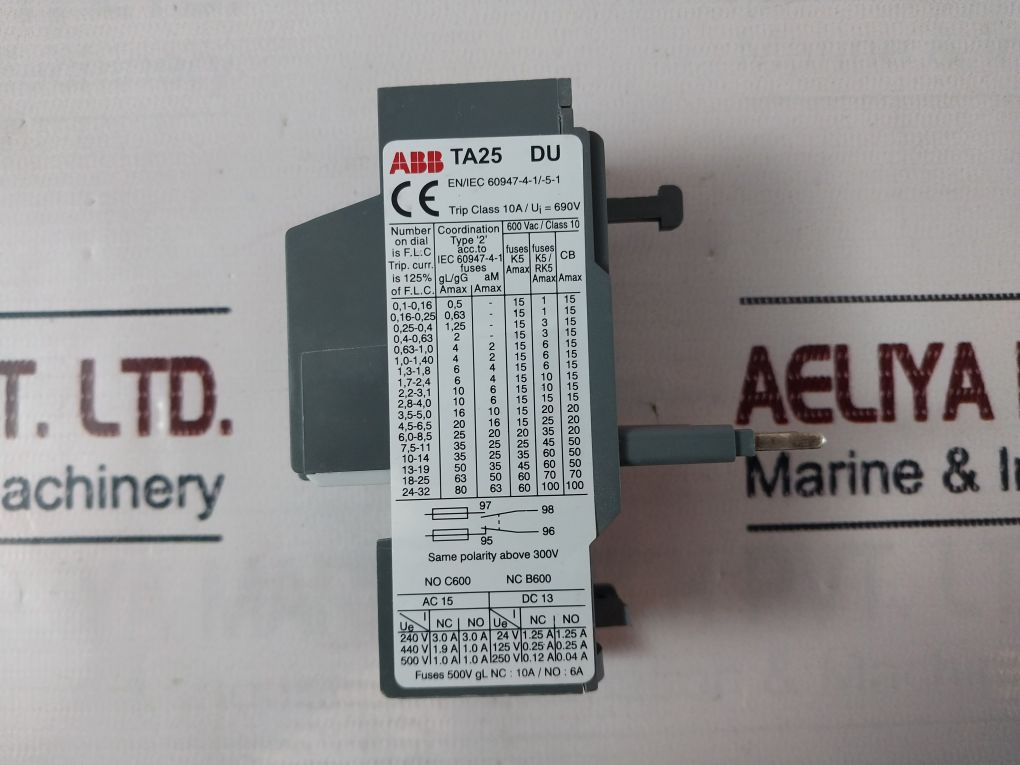 ABB TA25 DU
CE
EN/IEC 60947-4-1/-5-1
Trip Class 10A / Ui = 690V
Number on dial is F.L.C Trip. curr. is 125% of F.L.C.
Coordination Type '2' acc.to IEC 60947-4-1 fuses
gL/gG Amax
aM Amax
600 Vac / Class 10
fuses K5 Amax
fuses K5 / RK5 Amax
CB Amax
0,1-0,16 0,5 - 15 1 15
0,16-0,25 0,63 - 15 1 15
0,25-0,4 1,25 - 15 3 15
0,4-0,63 2 - 15 3 15
0,63-1,0 4 2 15 6 15
1,0-1,40 4 2 15 6 15
1,3-1,8 6 4 15 6 15
1,7-2,4 6 4 15 10 15
2,2-3,1 10 6 15 10 15
2,8-4,0 10 6 15 15 15
3,5-5,0 16 10 15 20 20
4,5-6,5 20 16 15 25 20
6,0-8,5 25 20 20 35 20
7,5-11 35 25 25 45 50
10-14 35 25 35 60 50
13-19 50 35 45 60 50
18-25 63 50 60 70 70
24-32 80 63 60 100 100
97 98
95 96
Same polarity above 300V
NO C600 NC B600
AC 15 DC 13
Ue I NC NO Ue I NC NO
240 V 3.0 A 3.0 A 24 V 1.25 A 1.25 A
440 V 1.9 A 1.0 A 125 V 0.25 A 0.25 A
500 V 1.0 A 1.0 A 250 V 0.12 A 0.04 A
Fuses 500V gL NC : 10A / NO : 6A
T. LTD.
achinery
AELIYA
Marine & In